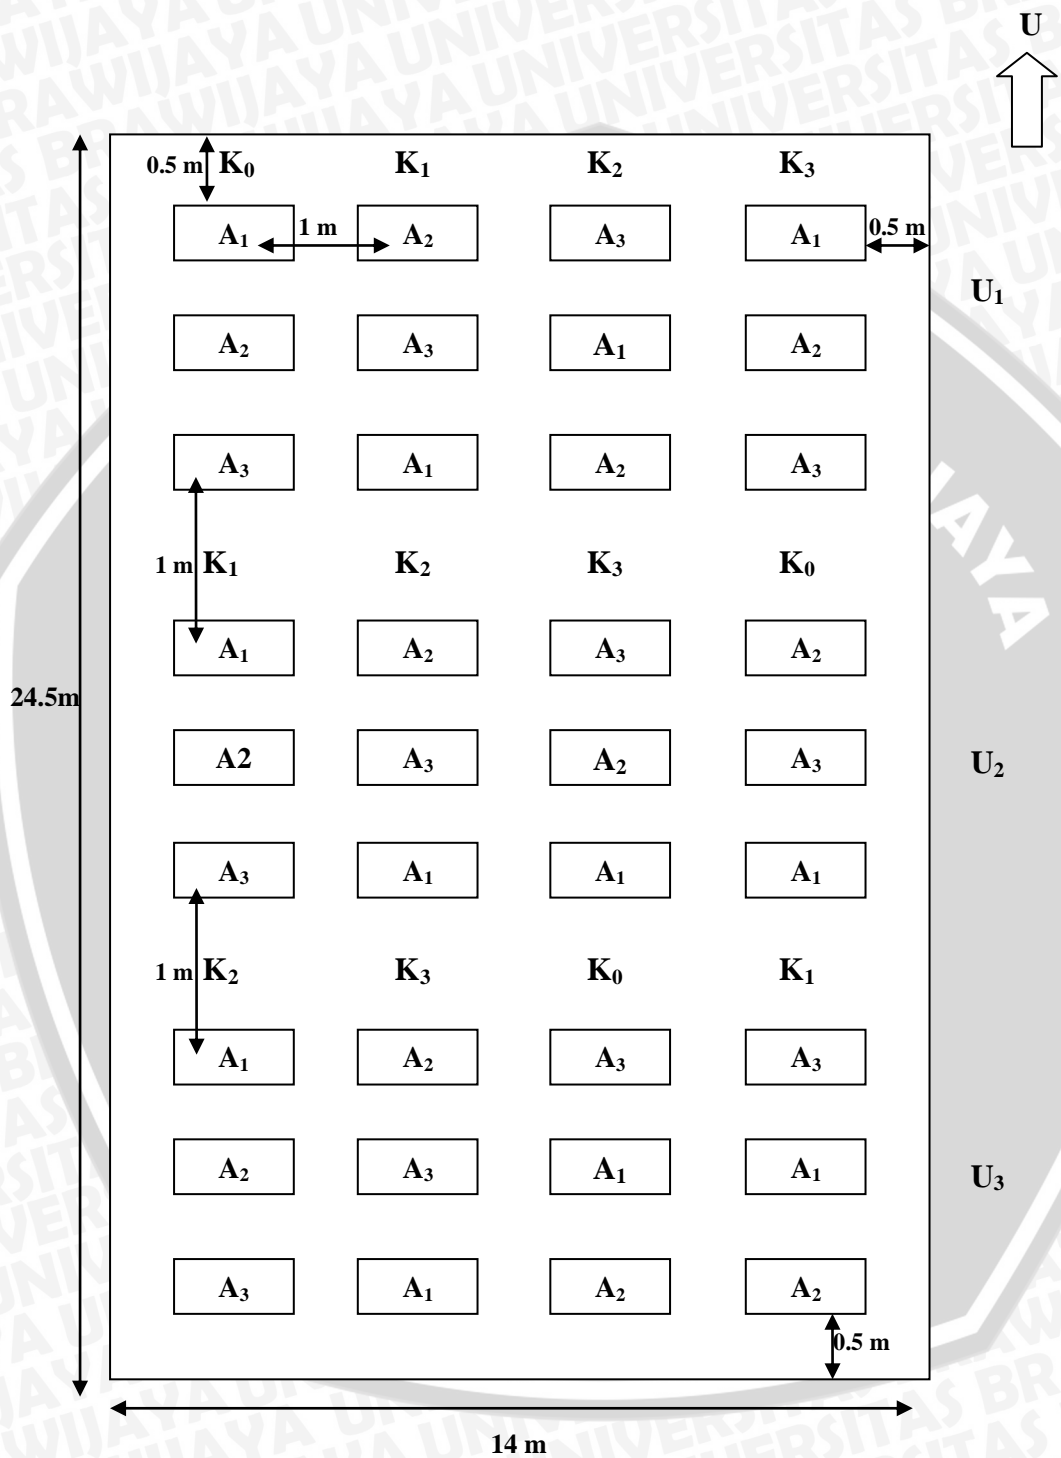 U
0.5 m K₀ K₁ K₂ K₃
A₁ 1 m A₂ A₃ A₁ 0.5 m
U₁
A₂ A₃ A₁ A₂
A₃ A₁ A₂ A₃
1 m K₁ K₂ K₃ K₀
A₁ A₂ A₃ A₂
24.5m
A2 A₃ A₂ A₃ U₂
A₃ A₁ A₁ A₁
1 m K₂ K₃ K₀ K₁
A₁ A₂ A₃ A₃
A₂ A₃ A₁ A₁ U₃
A₃ A₁ A₂ A₂
0.5 m
14 m